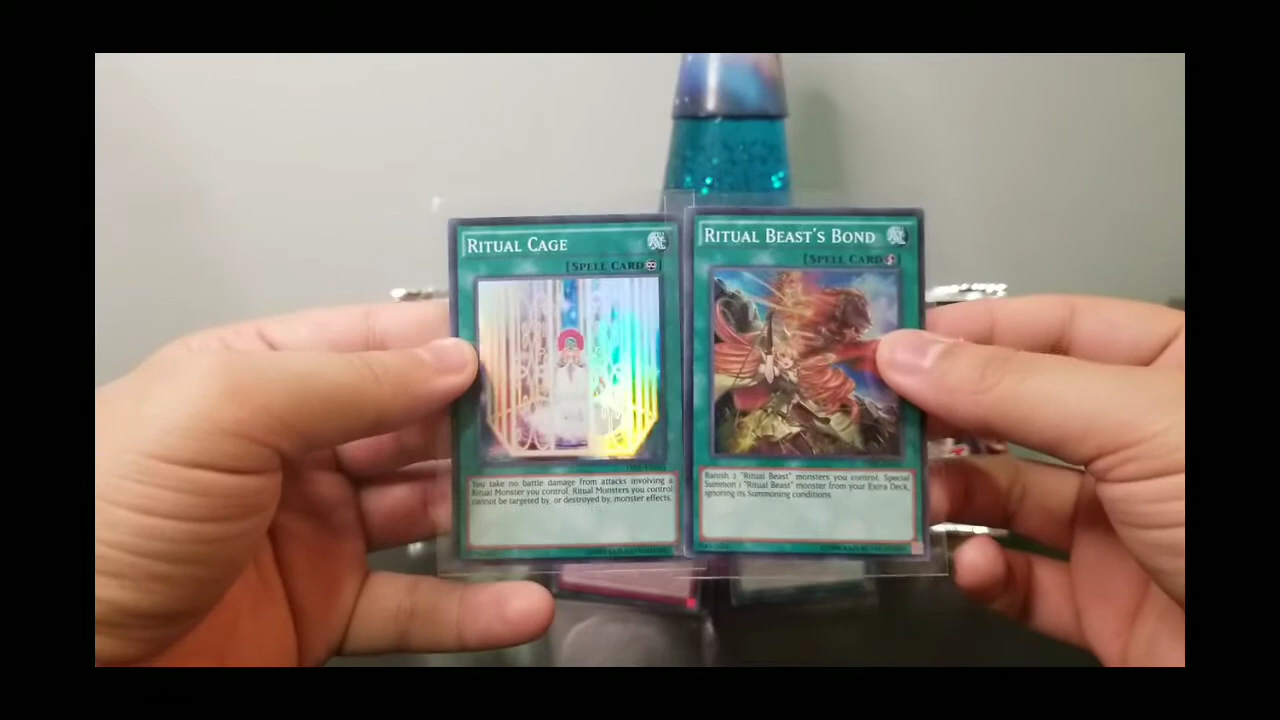 RITUAL CAGE
[SPELL CARD]
You take no battle damage from attacks involving a
Ritual Monster you control. Ritual Monsters you control
cannot be targeted by, or destroyed by, monster effects.
RITUAL BEAST'S BOND
[SPELL CARD]
Banish 2 "Ritual Beast" monsters you control; Special
Summon 1 "Ritual Beast" monster from your Extra Deck,
ignoring its Summoning conditions.